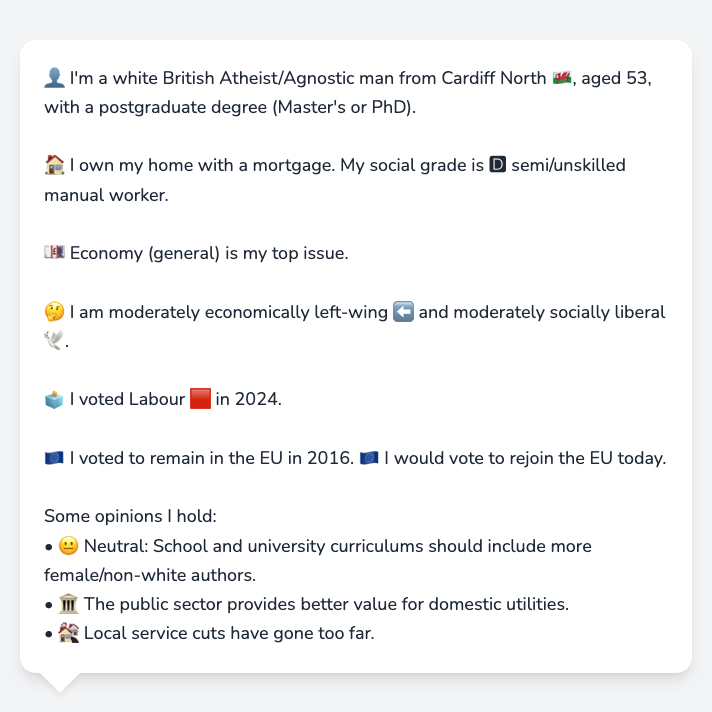 👤 I'm a white British Atheist/Agnostic man from Cardiff North 🏴󠁧󠁢󠁷󠁬󠁳󠁿, aged 53,
with a postgraduate degree (Master's or PhD).
🏠 I own my home with a mortgage. My social grade is 🅳 semi/unskilled
manual worker.
💷 Economy (general) is my top issue.
🤔 I am moderately economically left-wing ⬅️ and moderately socially liberal
🕊️.
🗳️ I voted Labour 🟥 in 2024.
🇪🇺 I voted to remain in the EU in 2016. 🇪🇺 I would vote to rejoin the EU today.
Some opinions I hold:
• 😐 Neutral: School and university curriculums should include more
female/non-white authors.
• 🏛️ The public sector provides better value for domestic utilities.
• 🏚️ Local service cuts have gone too far.